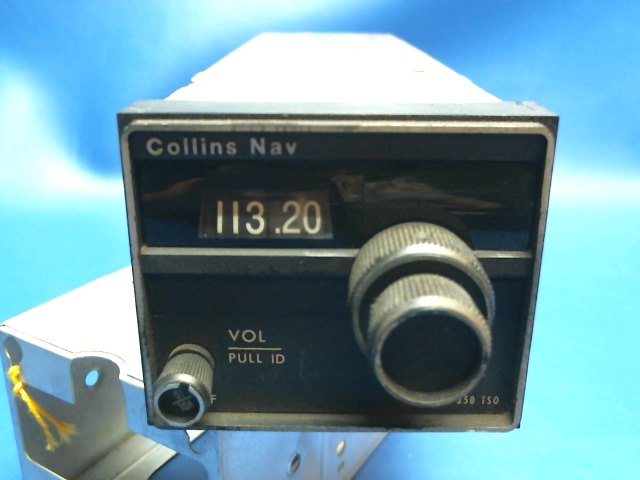 Collins Nav
113.20
VOL
PULL ID
F
350 TSO